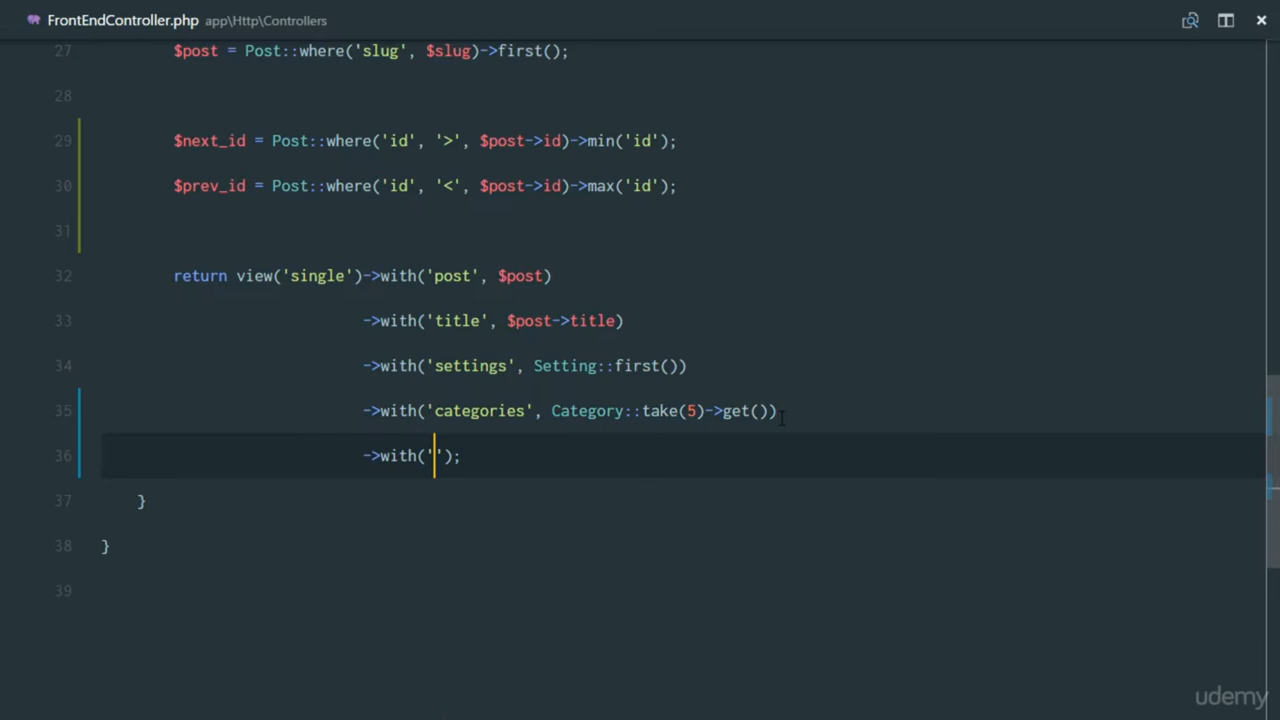 FrontEndController.php app\Http\Controllers
27 $post = Post::where('slug', $slug)->first();
28
29 $next_id = Post::where('id', '>', $post->id)->min('id');
30 $prev_id = Post::where('id', '<', $post->id)->max('id');
31
32 return view('single')->with('post', $post)
33 ->with('title', $post->title)
34 ->with('settings', Setting::first())
35 ->with('categories', Category::take(5)->get())
36 ->with('');
37 }
38 }
39
udemy